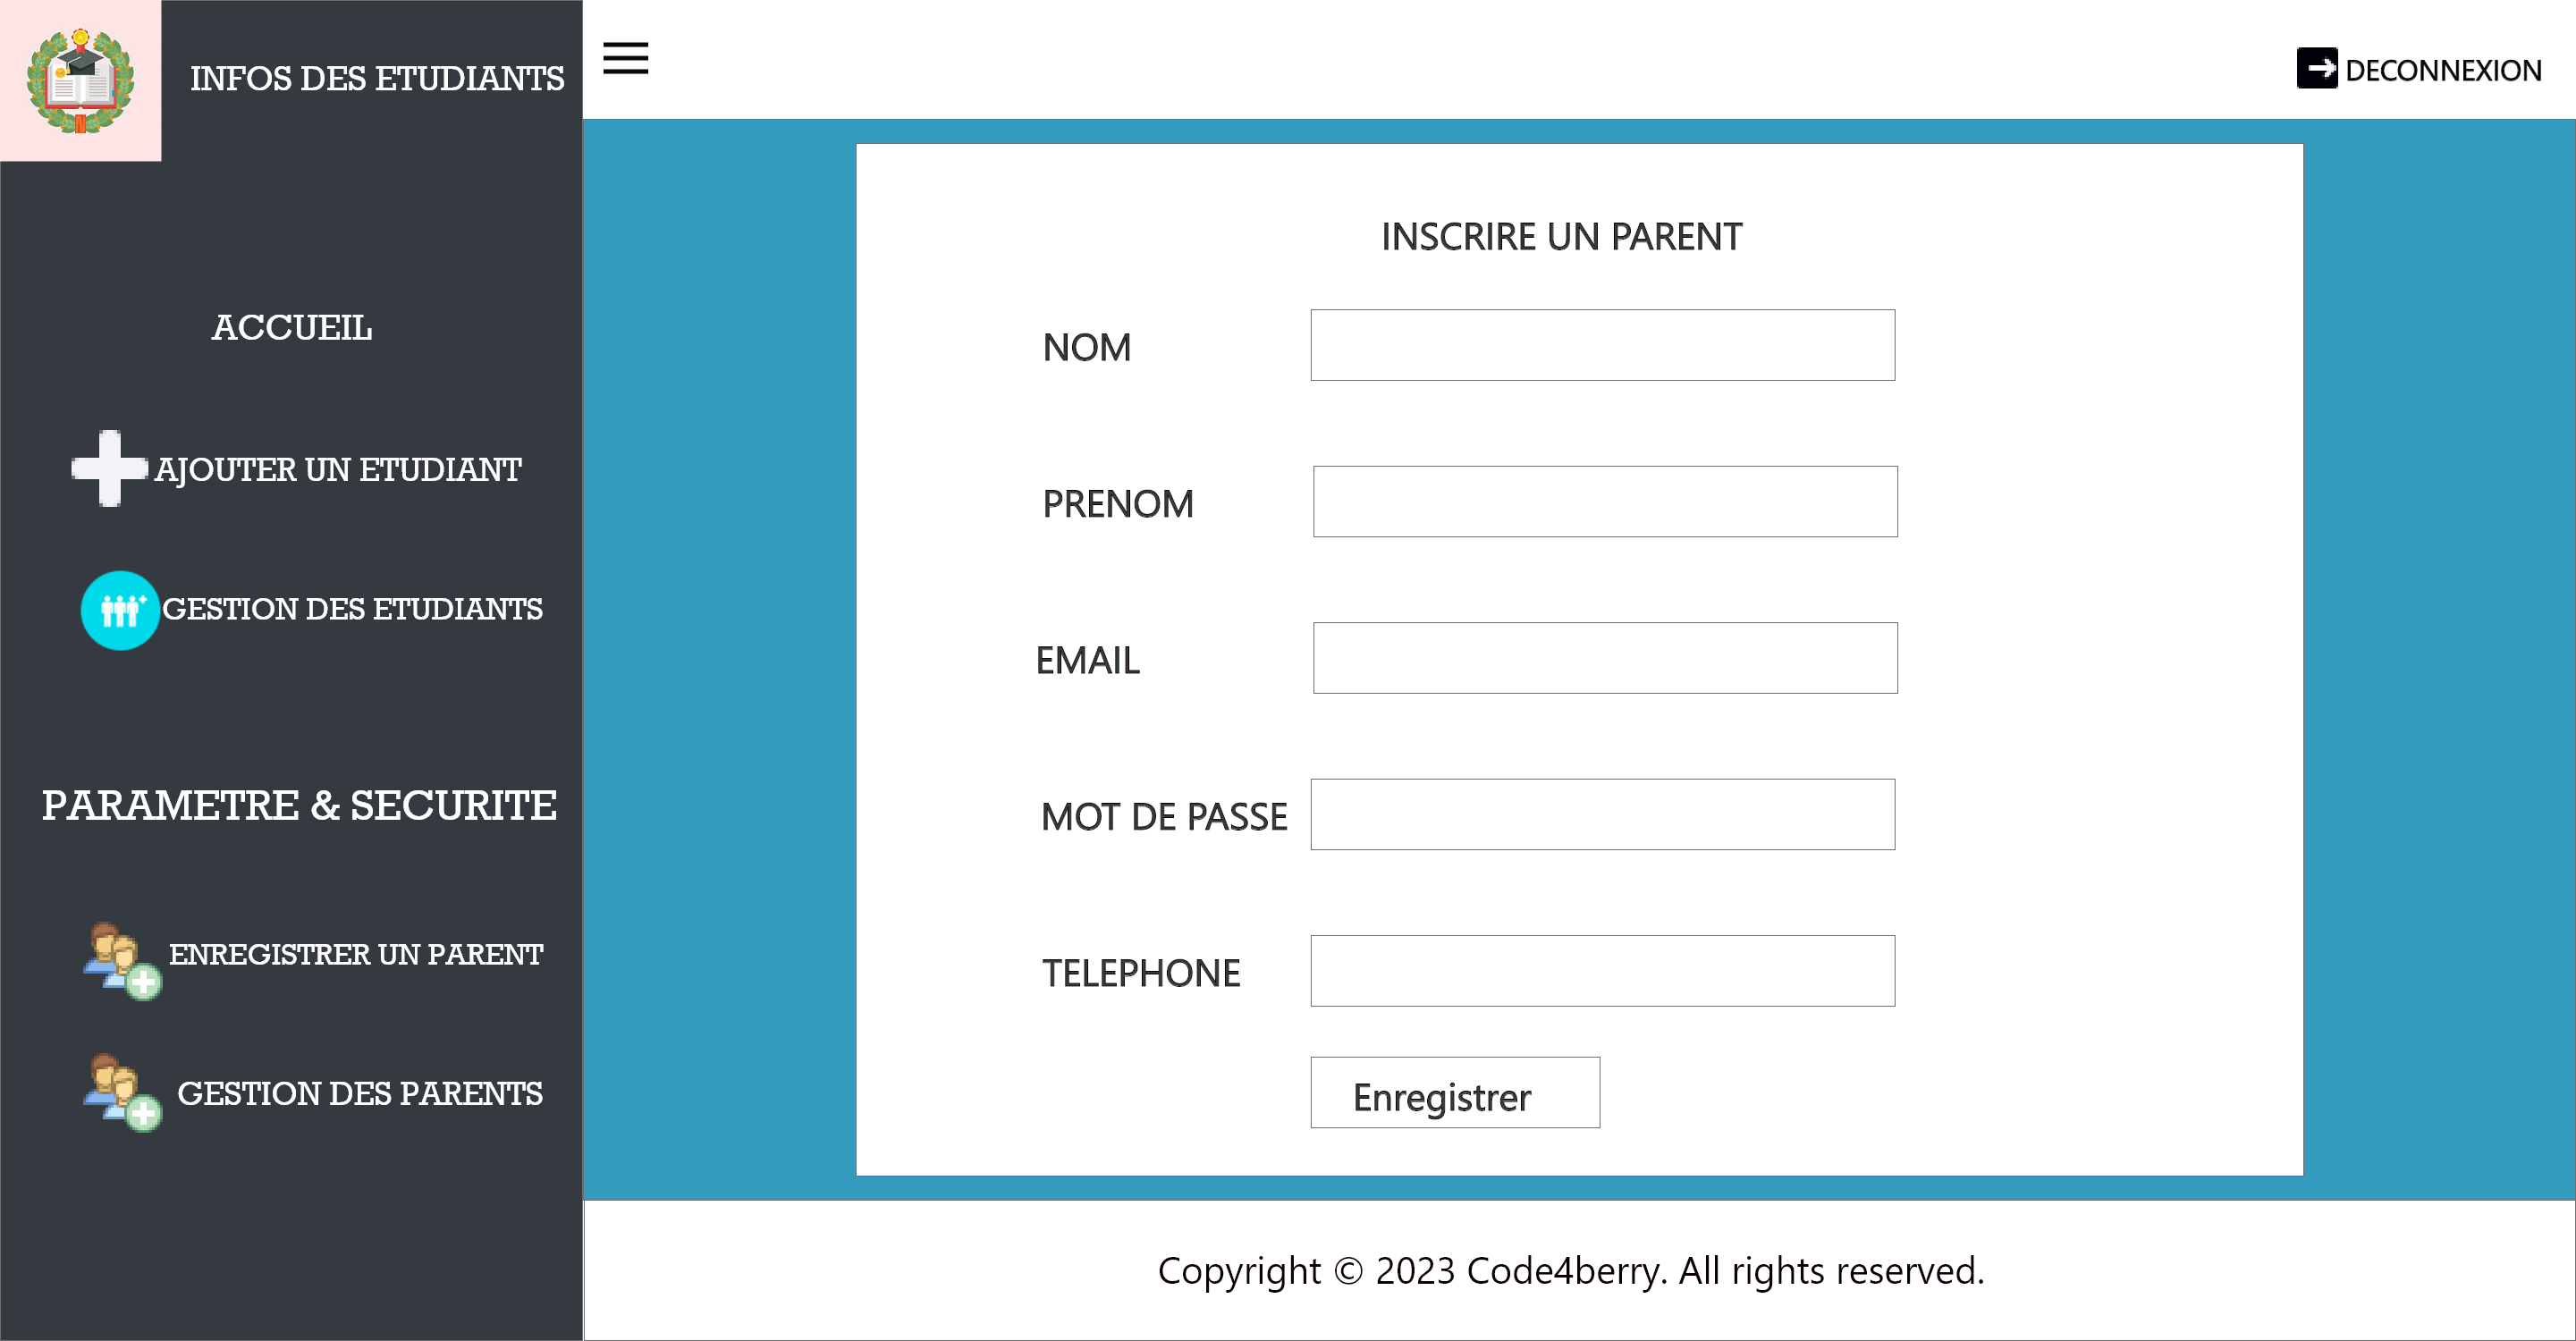 INFOS DES ETUDIANTS
DECONNEXION
ACCUEIL
AJOUTER UN ETUDIANT
GESTION DES ETUDIANTS
PARAMETRE & SECURITE
ENREGISTRER UN PARENT
GESTION DES PARENTS
INSCRIRE UN PARENT
NOM
PRENOM
EMAIL
MOT DE PASSE
TELEPHONE
Enregistrer
Copyright © 2023 Code4berry. All rights reserved.